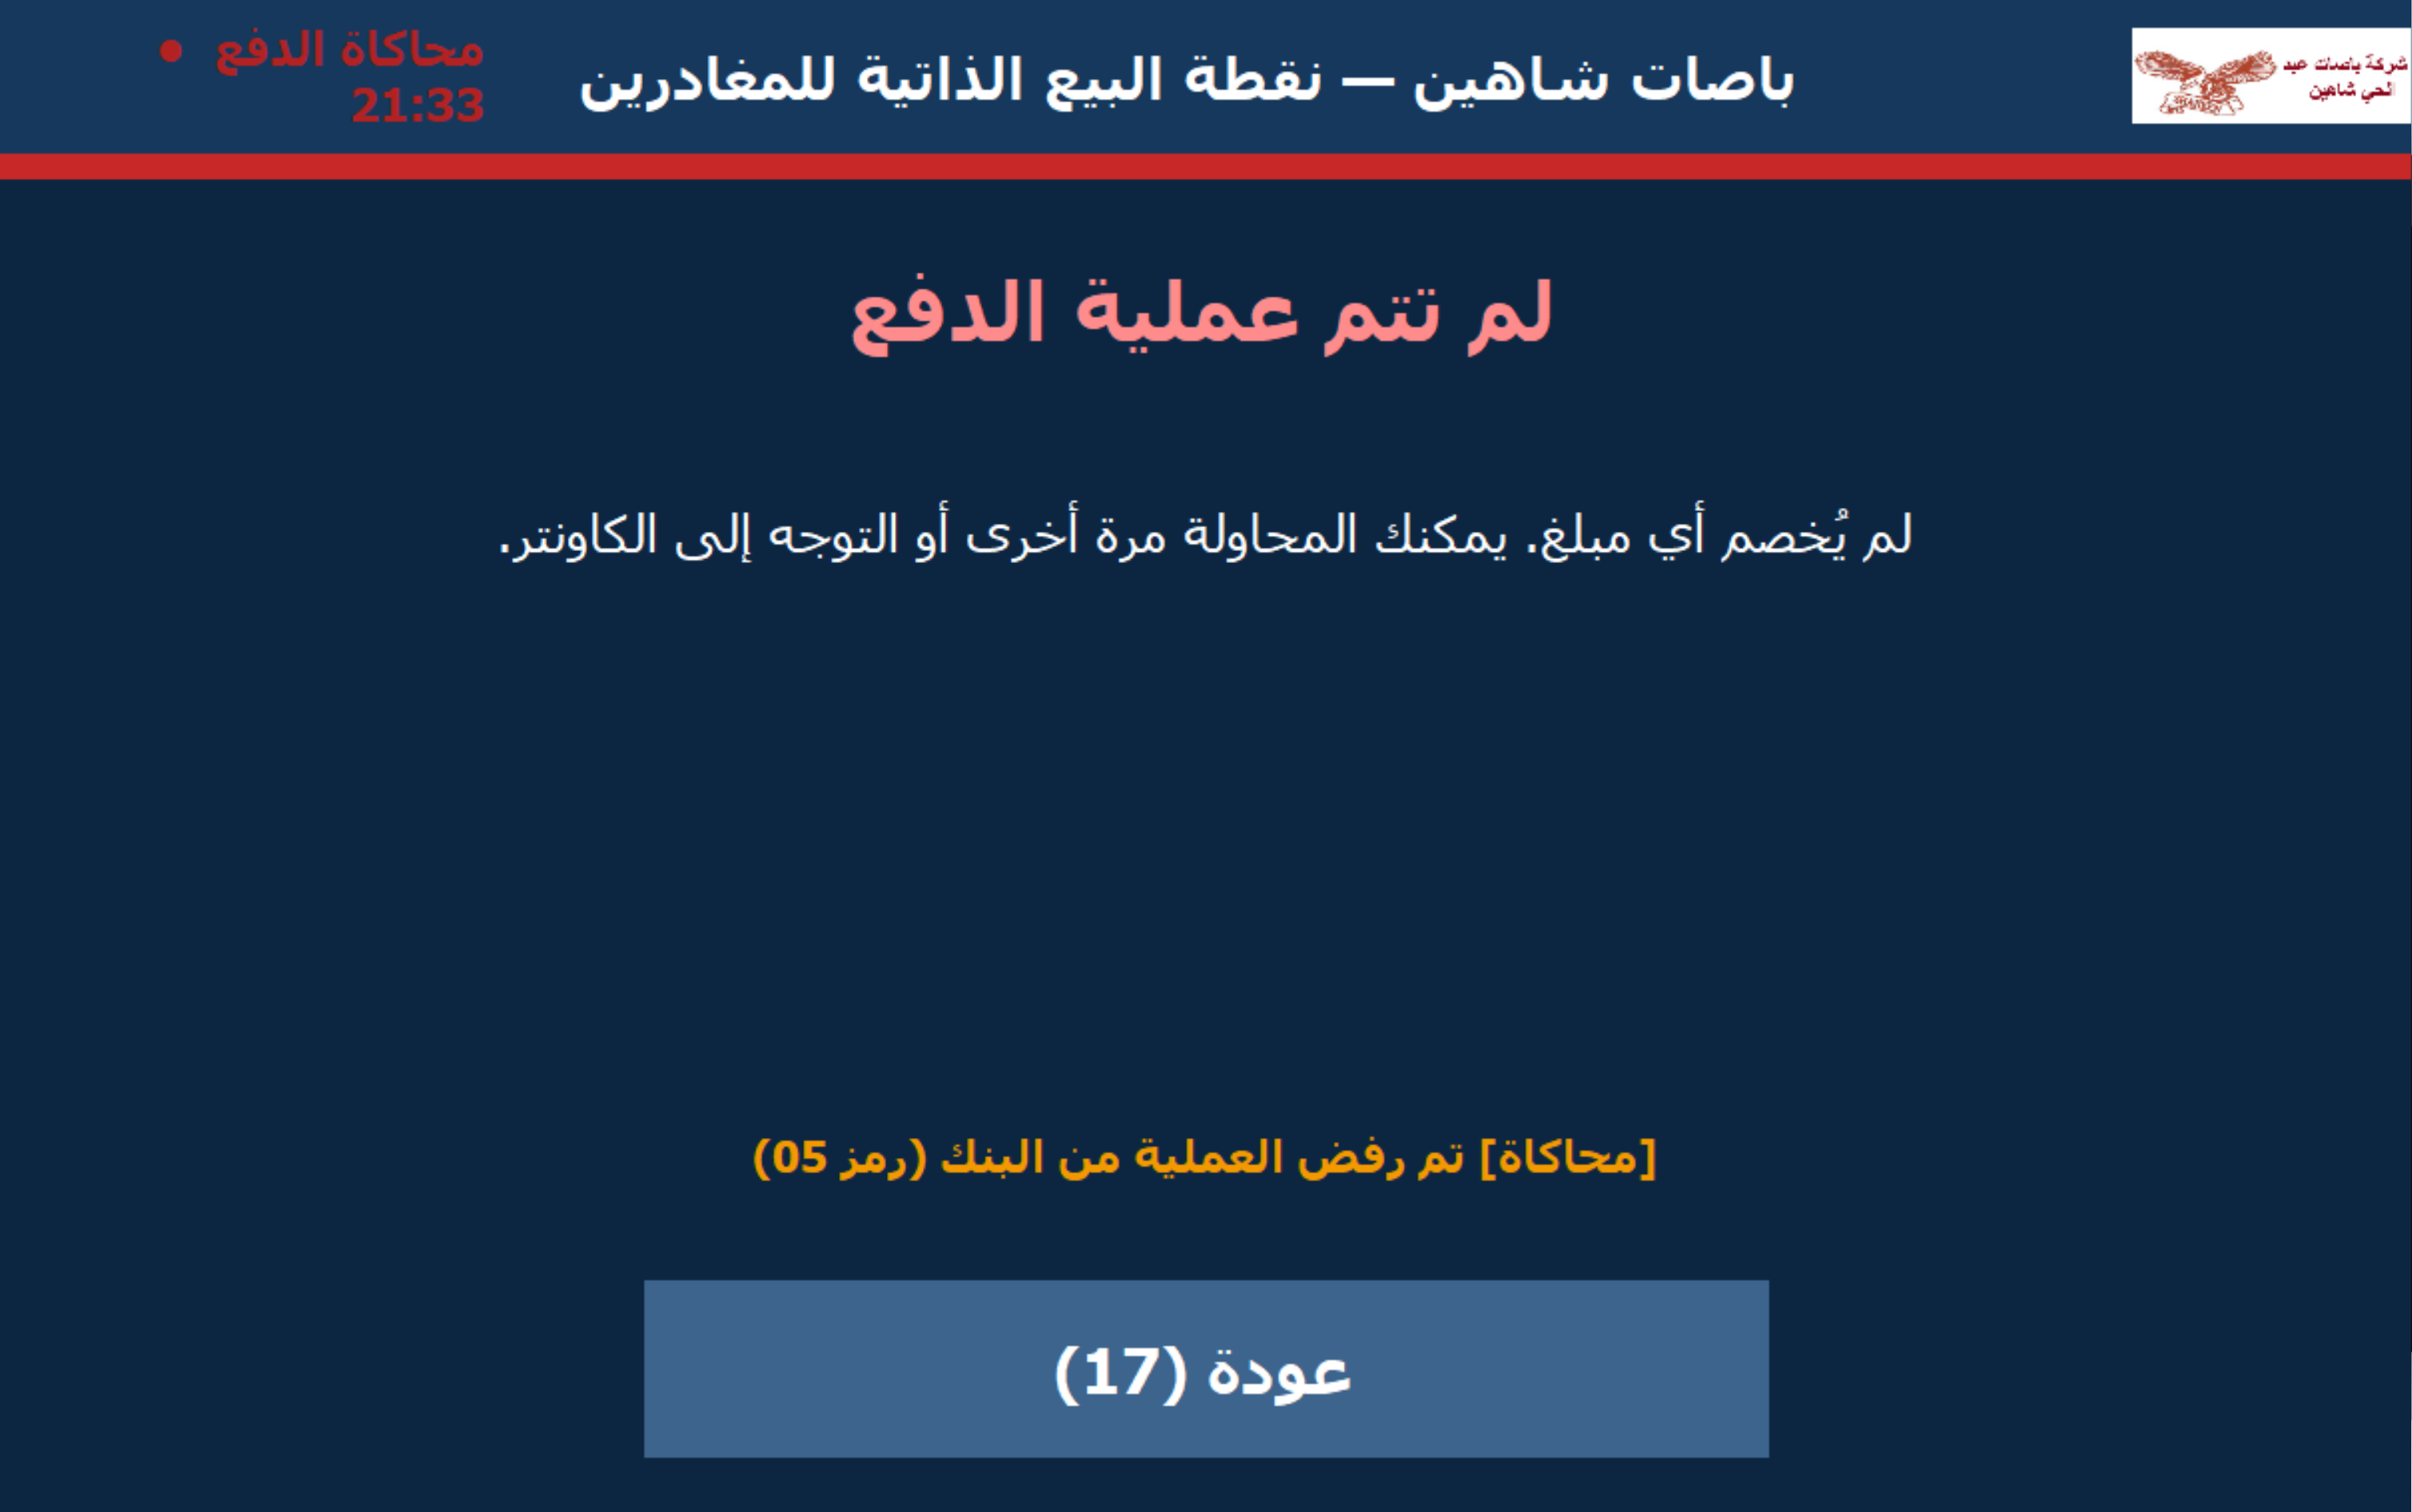 شركة باصات عبد
الحي شاهين
باصات شاهين — نقطة البيع الذاتية للمغادرين
محاكاة الدفع ●
21:33
لم تتم عملية الدفع
لم يُخصم أي مبلغ. يمكنك المحاولة مرة أخرى أو التوجه إلى الكاونتر.
[محاكاة] تم رفض العملية من البنك (رمز 05)
عودة (17)